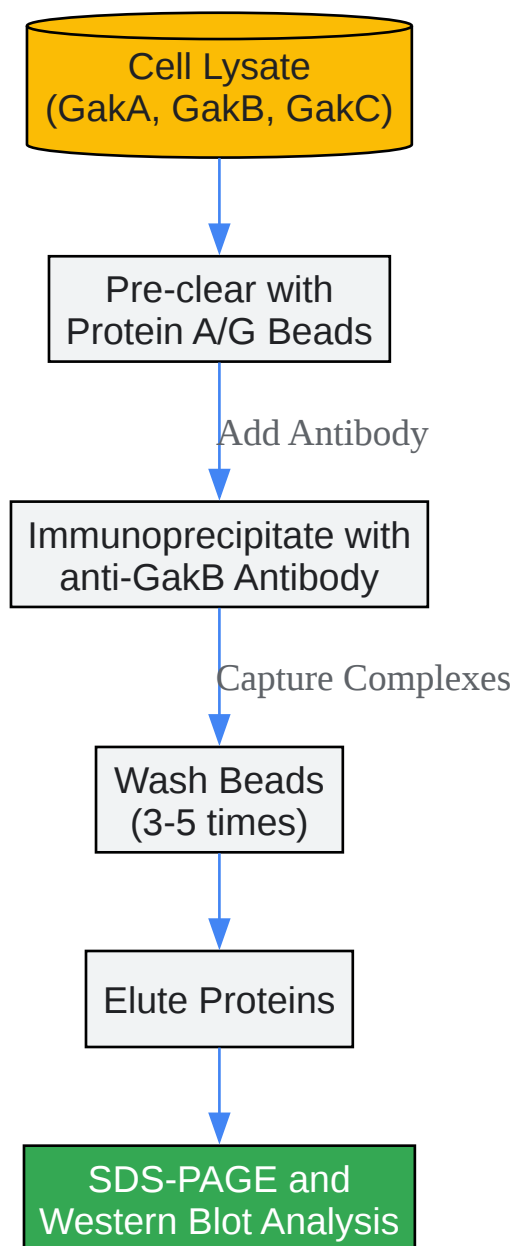 Cell Lysate
(GakA, GakB, GakC)
Pre-clear with
Protein A/G Beads
Add Antibody
Immunoprecipitate with
anti-GakB Antibody
Capture Complexes
Wash Beads
(3-5 times)
Elute Proteins
SDS-PAGE and
Western Blot Analysis